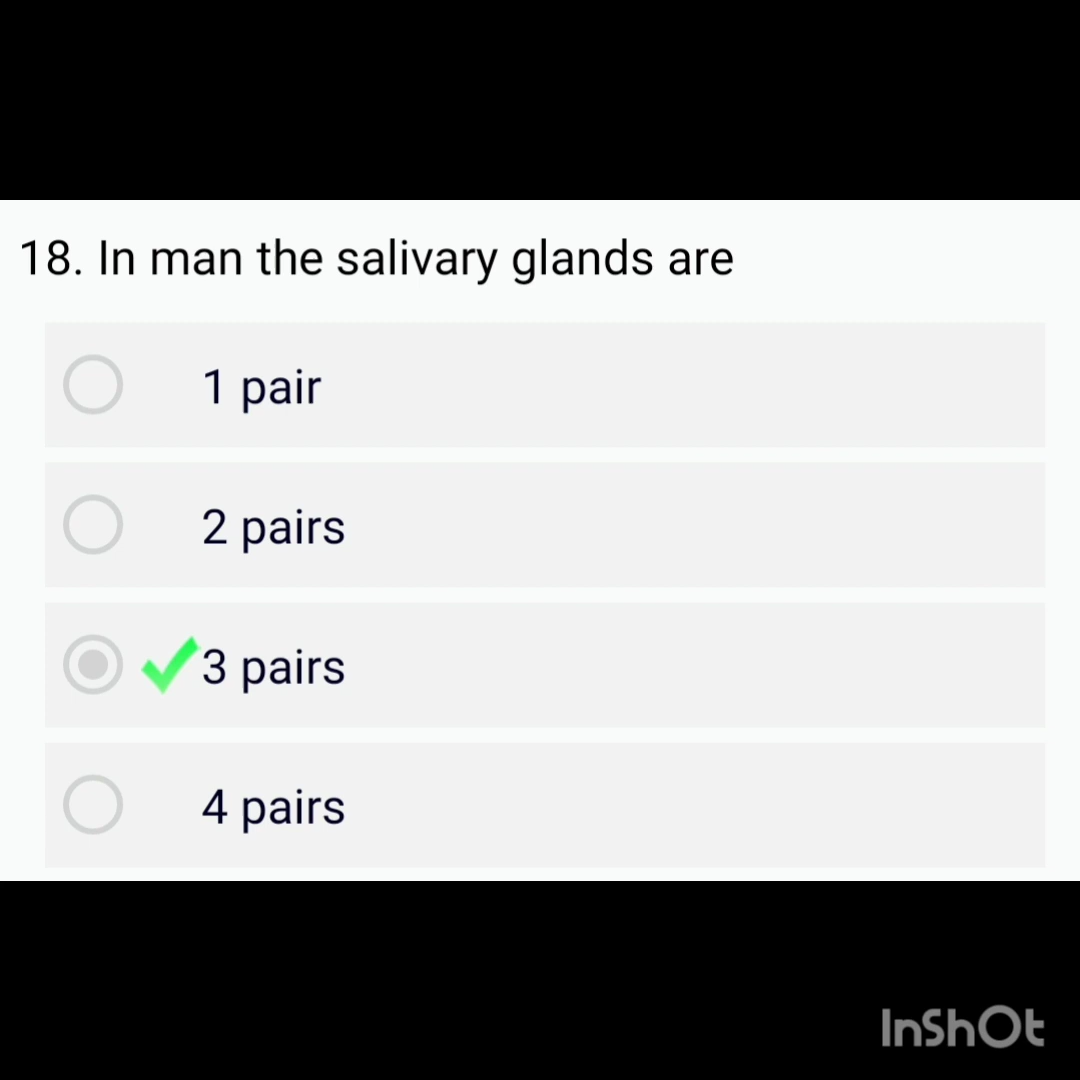 18. In man the salivary glands are
1 pair
2 pairs
3 pairs
4 pairs
InShOt